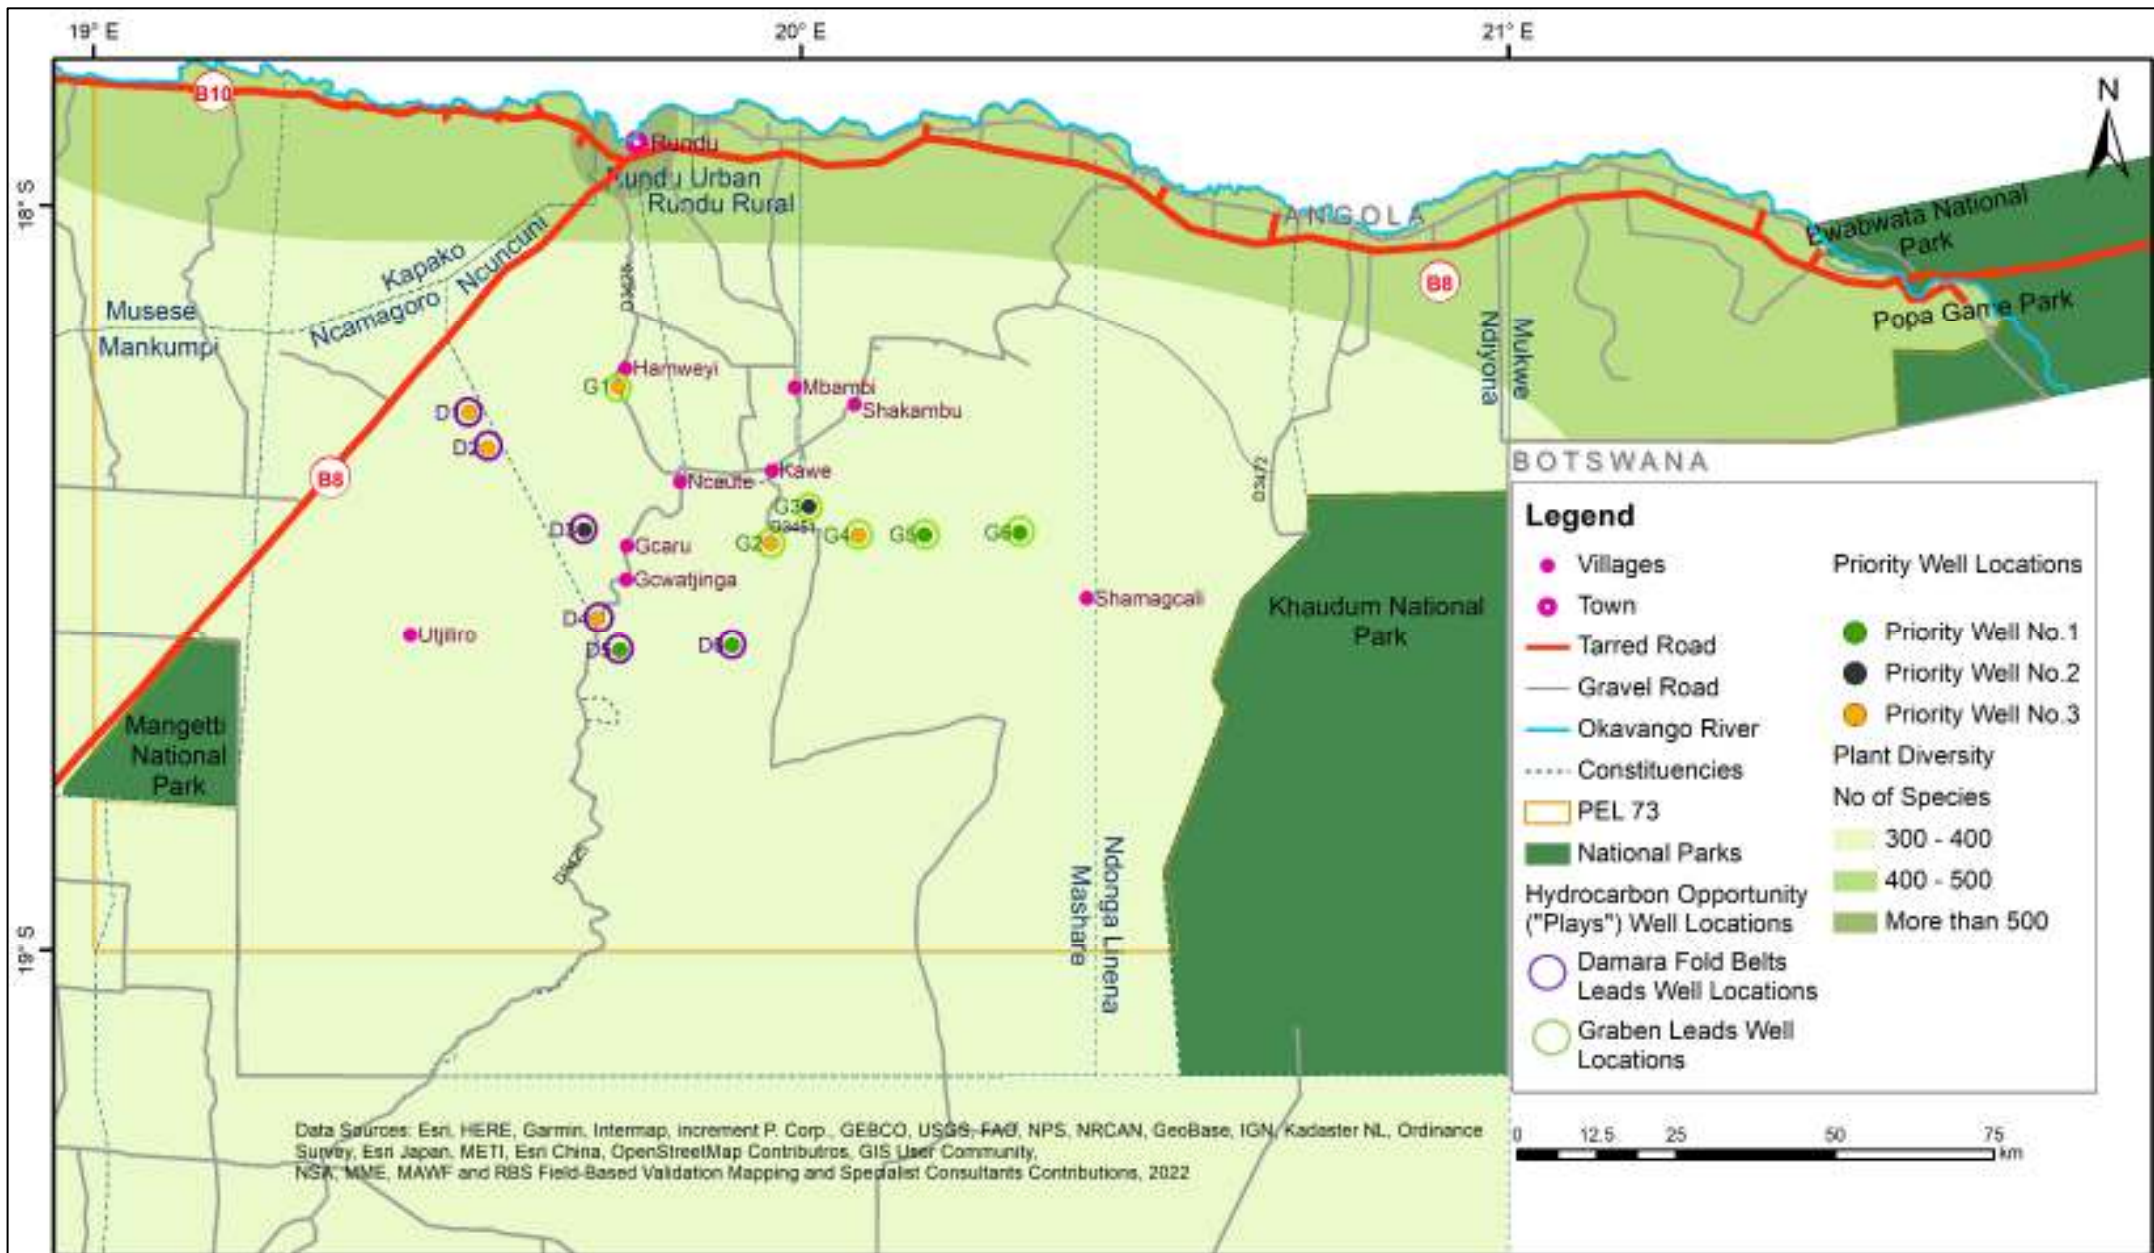 19° E
20° E
21° E
N
B10
Rundu
Rundu Urban
Rundu Rural
18° S
ANGOLA
Bwabwata National
Park
Kapako
Ncuncuni
B8
Popa Game Park
Musese
Ncamagoro
Mankumpi
Ndiyona
Mukwe
Hamweyi
G1
Mbambi
Shakambu
D1
D2
B8
Kawe
Ncaute
D3472
BOTSWANA
G3
D3451
D3
G2
G4
G5
G6
Gcaru
Gcwatjinga
Shamagcali
Khaudum National
Park
D4
Utjiliro
D5
Mangetti
National
Park
D3425
Ndonga Linena
Mashare
19° S
Legend
Villages
Town
Tarred Road
Gravel Road
Okavango River
Constituencies
PEL 73
National Parks
Hydrocarbon Opportunity
("Plays") Well Locations
Damara Fold Belts
Leads Well Locations
Graben Leads Well
Locations
Priority Well Locations
Priority Well No.1
Priority Well No.2
Priority Well No.3
Plant Diversity
No of Species
300 - 400
400 - 500
More than 500
0 12.5 25 50 75
km
Data Sources: Esri, HERE, Garmin, Intermap, increment P. Corp., GEBCO, USGS, FAO, NPS, NRCAN, GeoBase, IGN, Kadaster NL, Ordinance
Survey, Esri Japan, METI, Esri China, OpenStreetMap Contributros, GIS User Community,
NSA, MME, MAWF and RBS Field-Based Validation Mapping and Specialist Consultants Contributions, 2022